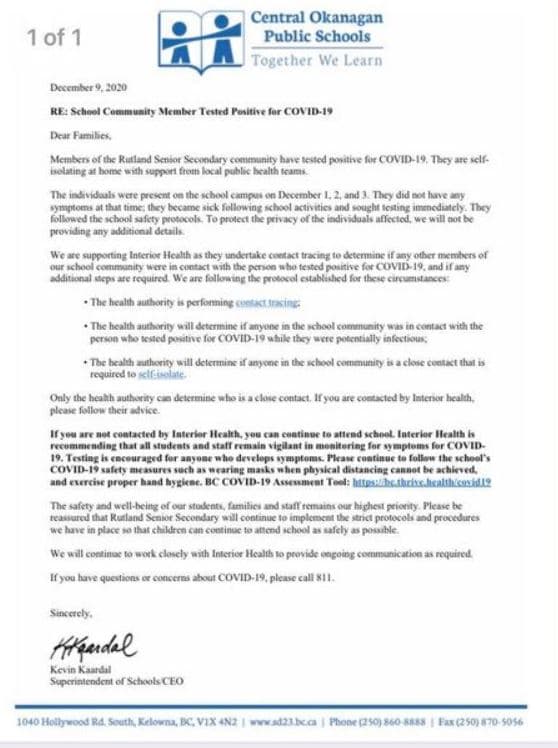 1 of 1
Central Okanagan
Public Schools
Together We Learn
December 9, 2020
RE: School Community Member Tested Positive for COVID-19
Dear Families,
Members of the Rutland Senior Secondary community have tested positive for COVID-19. They are self-
isolating at home with support from local public health teams.
The individuals were present on the school campus on December 1, 2, and 3. They did not have any
symptoms at that time; they became sick following school activities and sought testing immediately. They
followed the school safety protocols. To protect the privacy of the individuals affected, we will not be
providing any additional details.
We are supporting Interior Health as they undertake contact tracing to determine if any other members of
our school community were in contact with the person who tested positive for COVID-19, and if any
additional steps are required. We are following the protocol established for these circumstances:
• The health authority is performing contact tracing;
• The health authority will determine if anyone in the school community was in contact with the
person who tested positive for COVID-19 while they were potentially infectious;
• The health authority will determine if anyone in the school community is a close contact that is
required to self-isolate.
Only the health authority can determine who is a close contact. If you are contacted by Interior health,
please follow their advice.
If you are not contacted by Interior Health, you can continue to attend school. Interior Health is
recommending that all students and staff remain vigilant in monitoring for symptoms for COVID-
19. Testing is encouraged for anyone who develops symptoms. Please continue to follow the school's
COVID-19 safety measures such as wearing masks when physical distancing cannot be achieved,
and exercise proper hand hygiene. BC COVID-19 Assessment Tool: https://bc.thrive.health/covid19
The safety and well-being of our students, families and staff remains our highest priority. Please be
reassured that Rutland Senior Secondary will continue to implement the strict protocols and procedures
we have in place so that children can continue to attend school as safely as possible.
We will continue to work closely with Interior Health to provide ongoing communication as required.
If you have questions or concerns about COVID-19, please call 811.
Sincerely,
KKaardal
Kevin Kaardal
Superintendent of Schools/CEO
1040 Hollywood Rd. South, Kelowna, BC, V1X 4N2 | www.sd23.bc.ca | Phone (250) 860-8888 | Fax (250) 870-5056